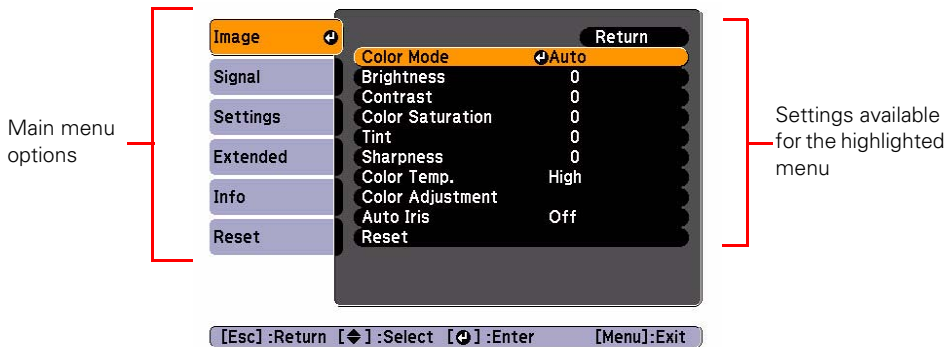 Main menu
options
Image
Signal
Settings
Extended
Info
Reset
Return
Color Mode Auto
Brightness 0
Contrast 0
Color Saturation 0
Tint 0
Sharpness 0
Color Temp. High
Color Adjustment
Auto Iris Off
Reset
[Esc] :Return [ ] :Select [ ] :Enter [Menu]:Exit
Settings available
for the highlighted
menu